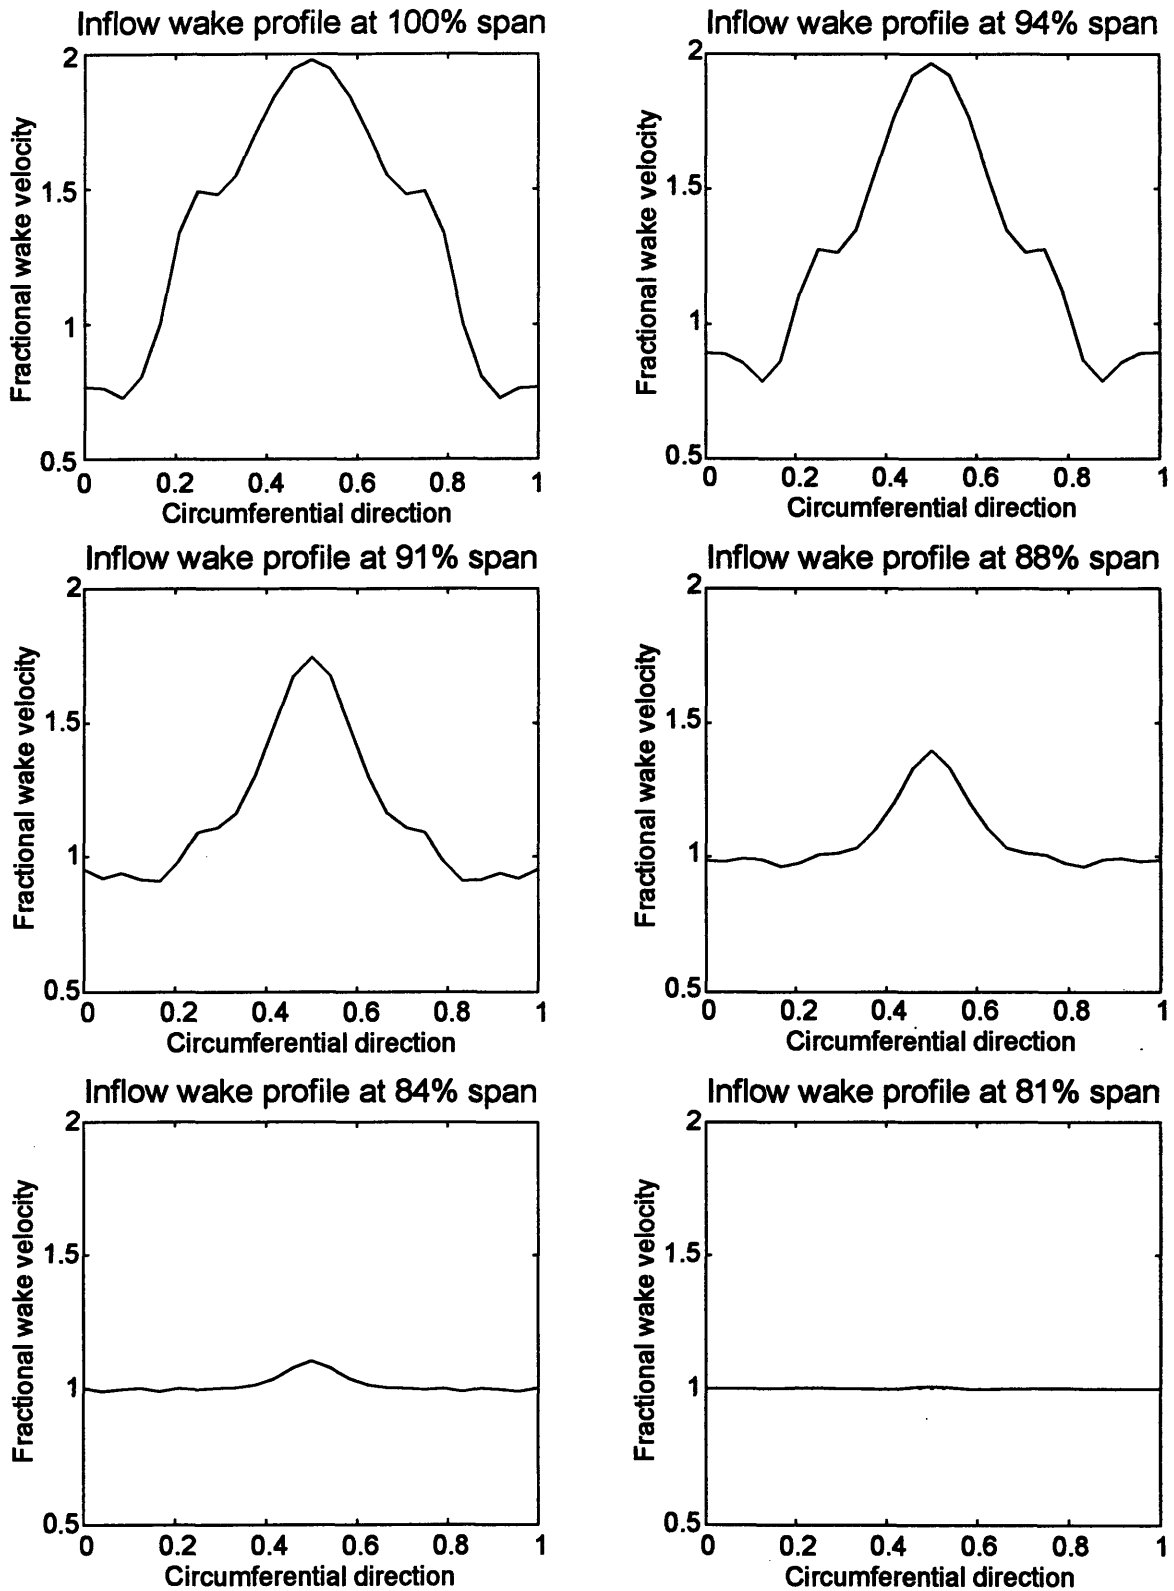 Inflow wake profile at 100% span
2
1.5
1
0.5
Fractional wake velocity
0 0.2 0.4 0.6 0.8 1
Circumferential direction
Inflow wake profile at 94% span
2
1.5
1
0.5
Fractional wake velocity
0 0.2 0.4 0.6 0.8 1
Circumferential direction
Inflow wake profile at 91% span
2
1.5
1
0.5
Fractional wake velocity
0 0.2 0.4 0.6 0.8 1
Circumferential direction
Inflow wake profile at 88% span
2
1.5
1
0.5
Fractional wake velocity
0 0.2 0.4 0.6 0.8 1
Circumferential direction
Inflow wake profile at 84% span
2
1.5
1
0.5
Fractional wake velocity
0 0.2 0.4 0.6 0.8 1
Circumferential direction
Inflow wake profile at 81% span
2
1.5
1
0.5
Fractional wake velocity
0 0.2 0.4 0.6 0.8 1
Circumferential direction